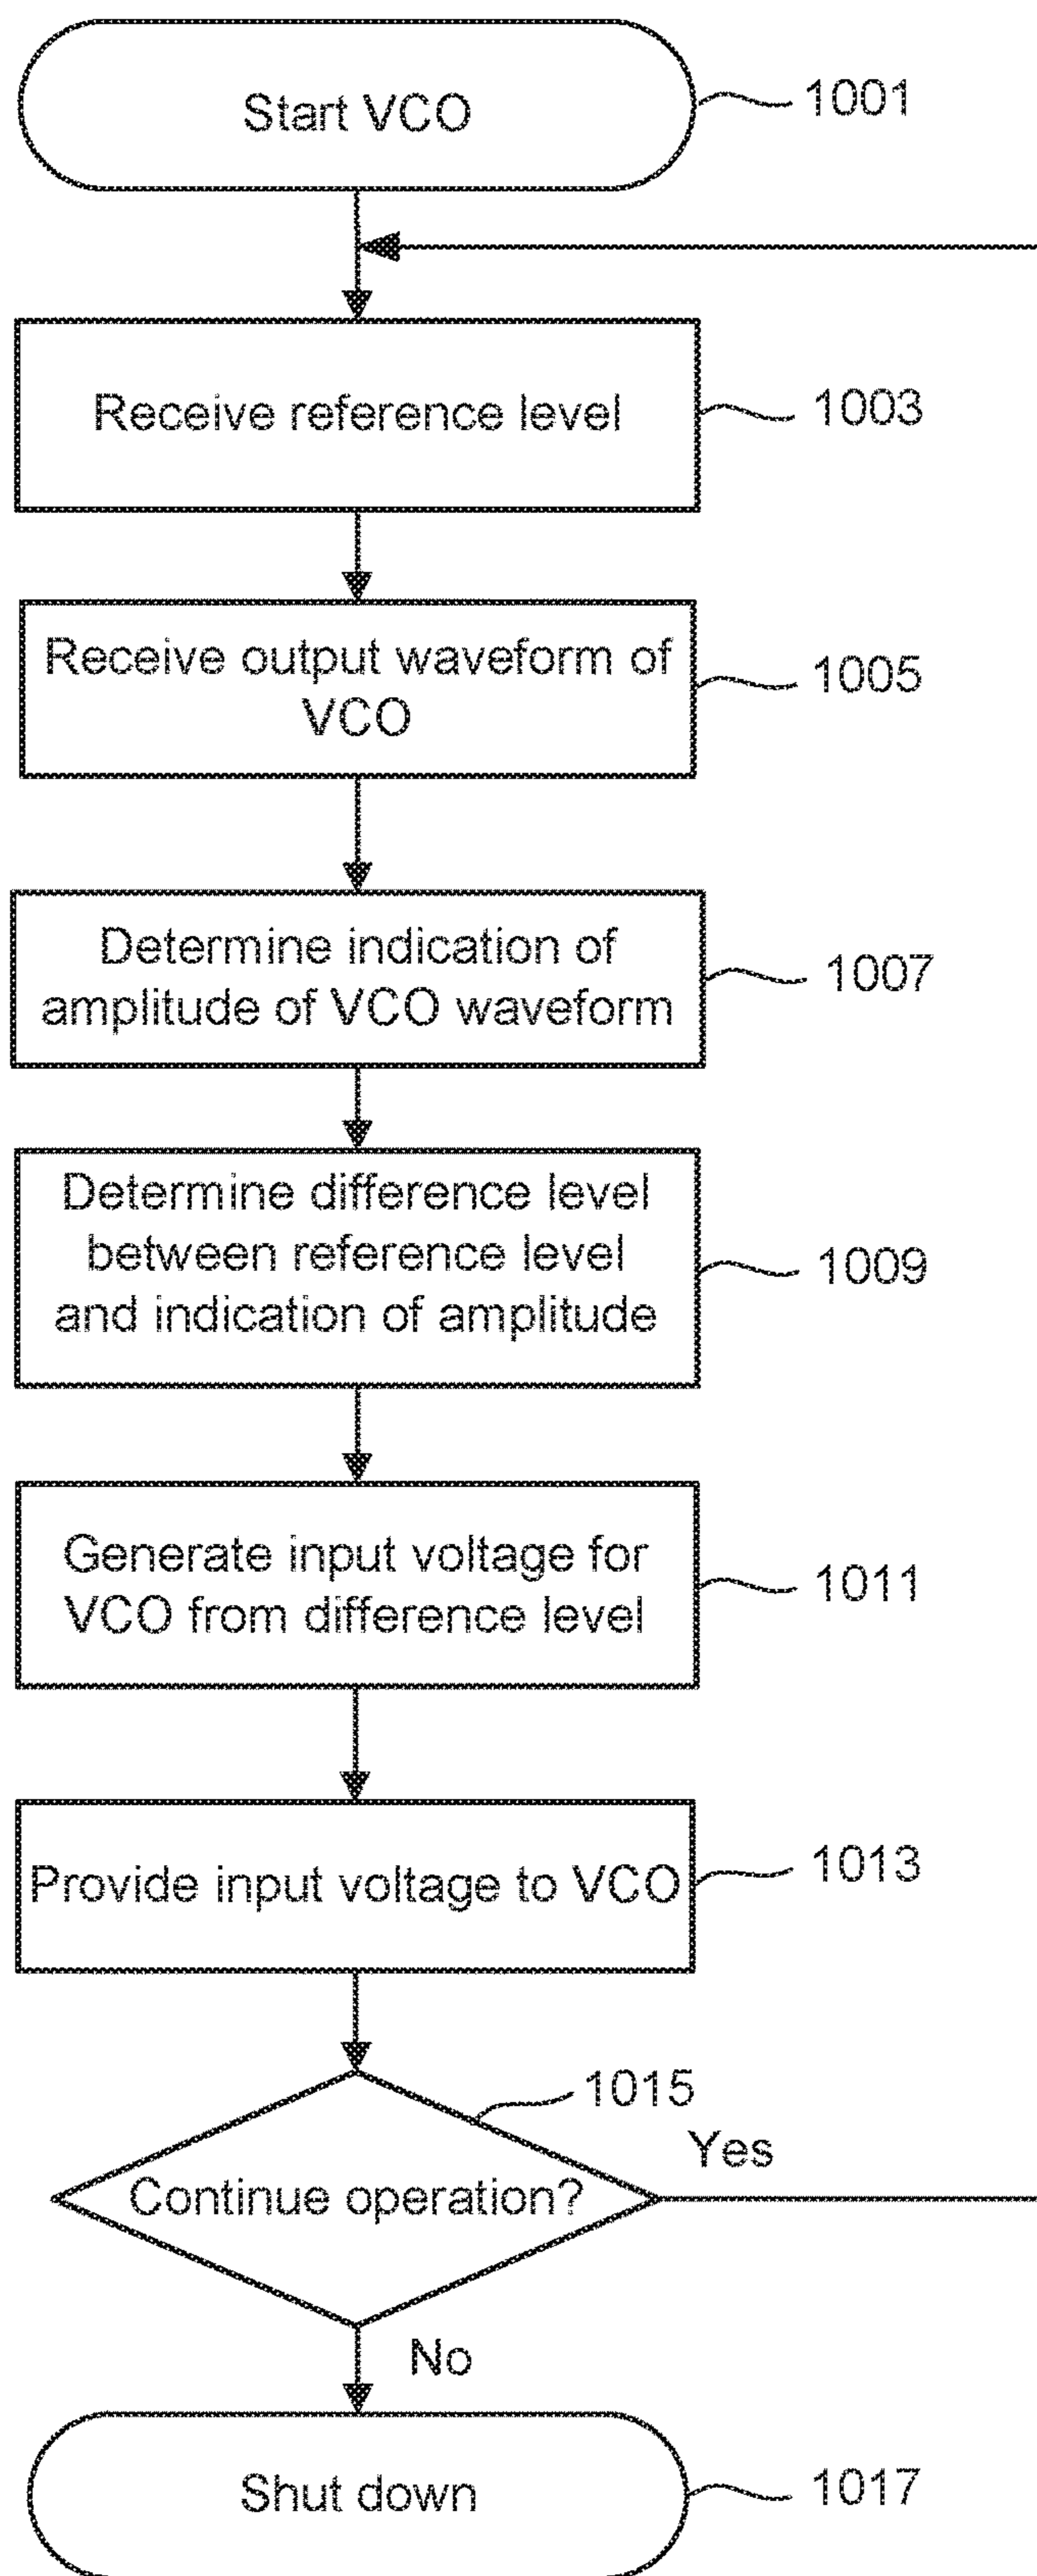 Start VCO
1001
Receive reference level
1003
Receive output waveform of
VCO
1005
Determine indication of
amplitude of VCO waveform
1007
Determine difference level
between reference level
and indication of amplitude
1009
Generate input voltage for
VCO from difference level
1011
Provide input voltage to VCO
1013
1015
Continue operation?
Yes
No
Shut down
1017